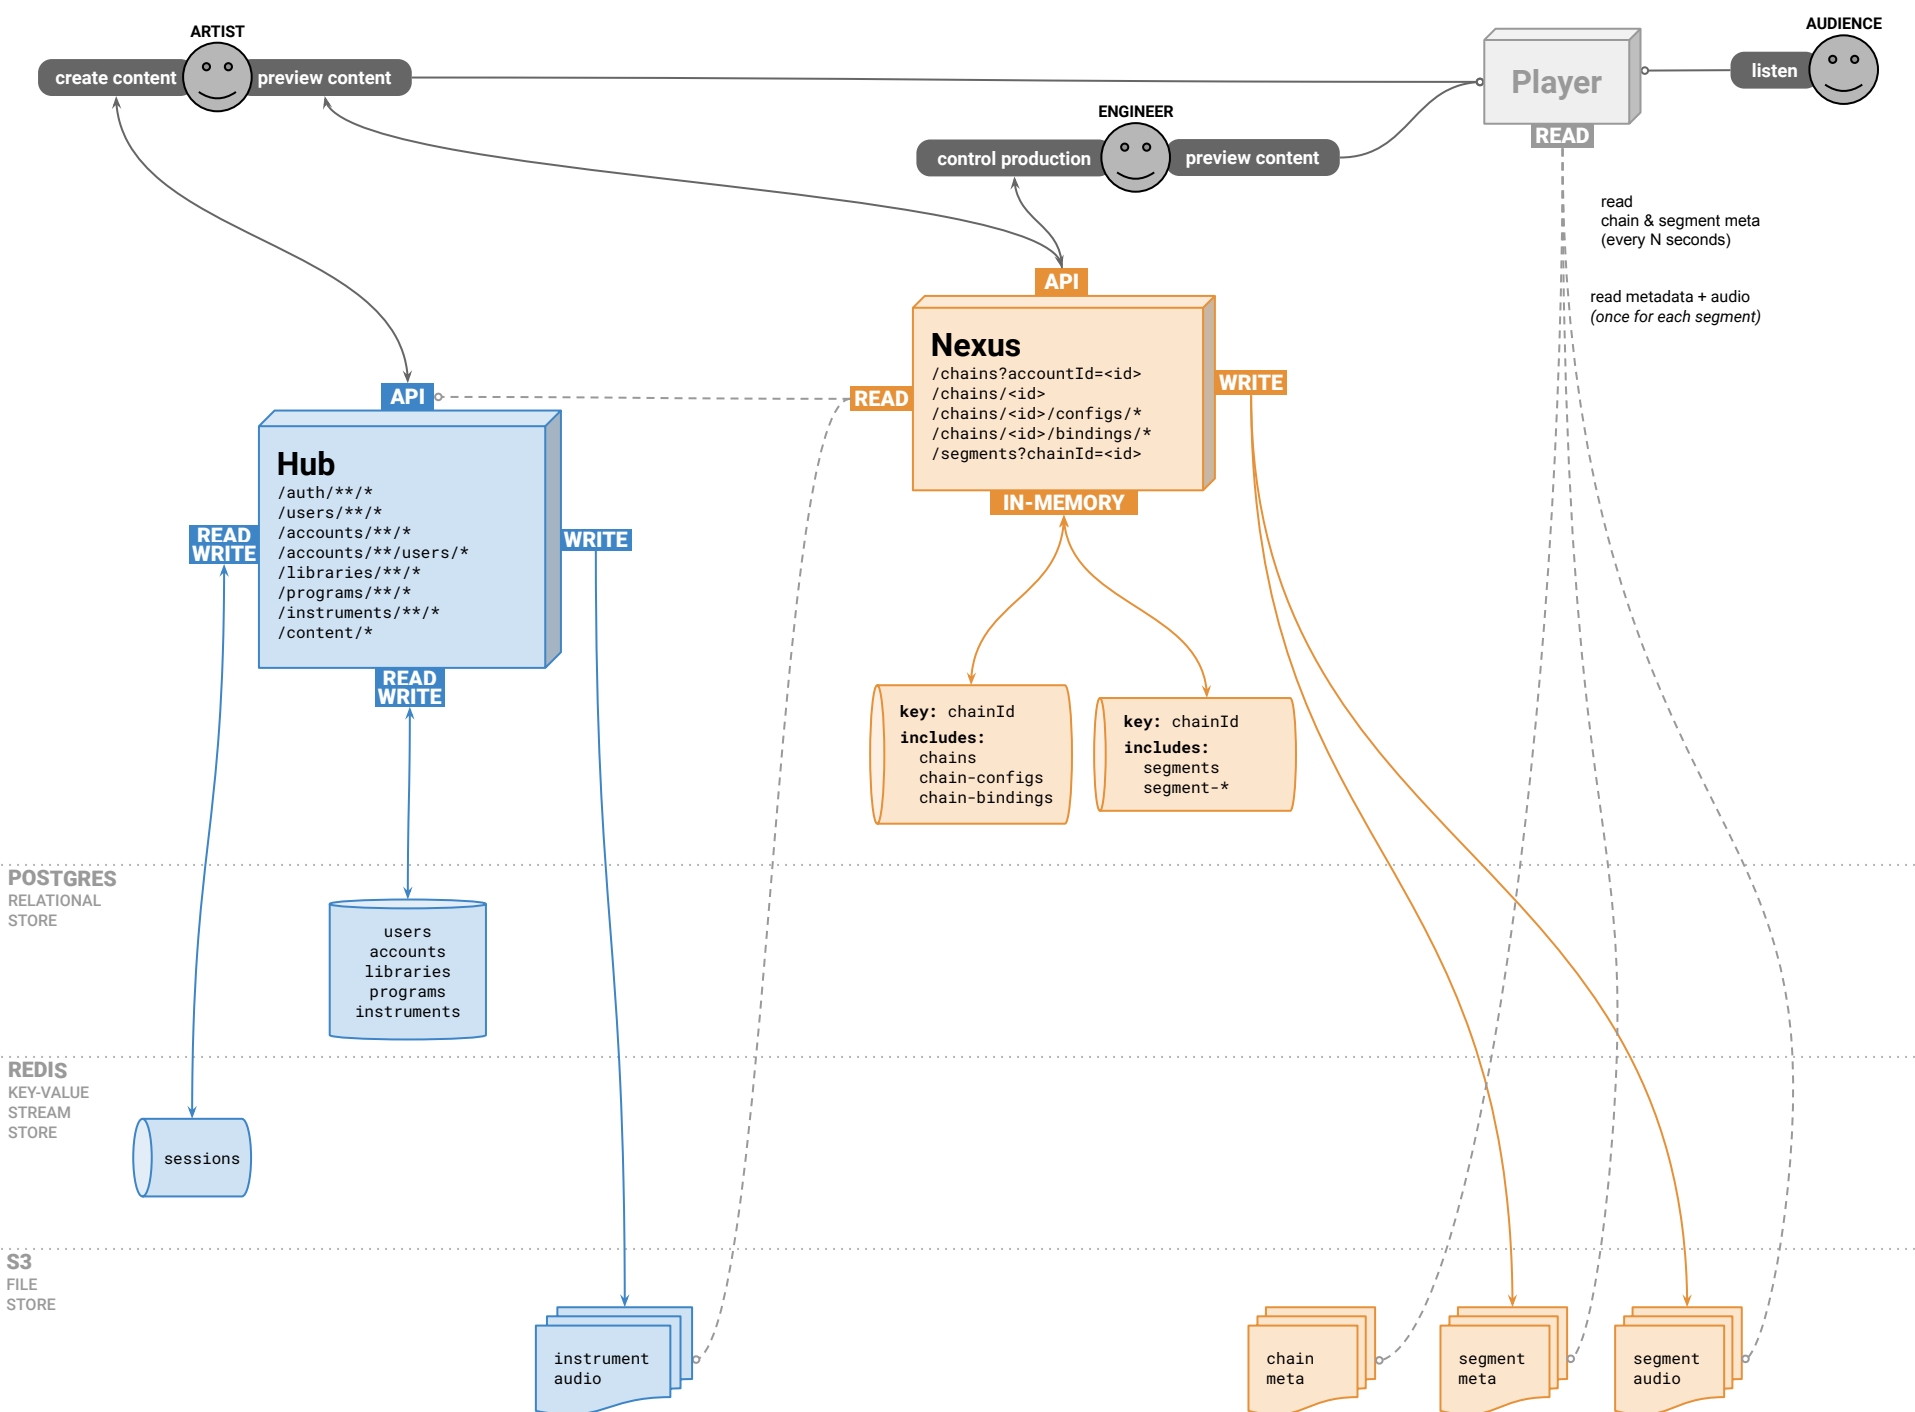 ARTIST
create content
preview content
ENGINEER
control production
preview content
Player
READ
AUDIENCE
listen
read
chain & segment meta
(every N seconds)
read metadata + audio
(once for each segment)
API
Nexus
/chains?accountId=<id>
/chains/<id>
/chains/<id>/configs/*
/chains/<id>/bindings/*
/segments?chainId=<id>
READ
WRITE
IN-MEMORY
API
Hub
/auth/**/*
/users/**/*
/accounts/**/*
/accounts/**/users/*
/libraries/**/*
/programs/**/*
/instruments/**/*
/content/*
READ
WRITE
WRITE
READ
WRITE
key: chainId
includes:
chains
chain-configs
chain-bindings
key: chainId
includes:
segments
segment-*
POSTGRES
RELATIONAL
STORE
users
accounts
libraries
programs
instruments
REDIS
KEY-VALUE
STREAM
STORE
sessions
S3
FILE
STORE
instrument
audio
chain
meta
segment
meta
segment
audio